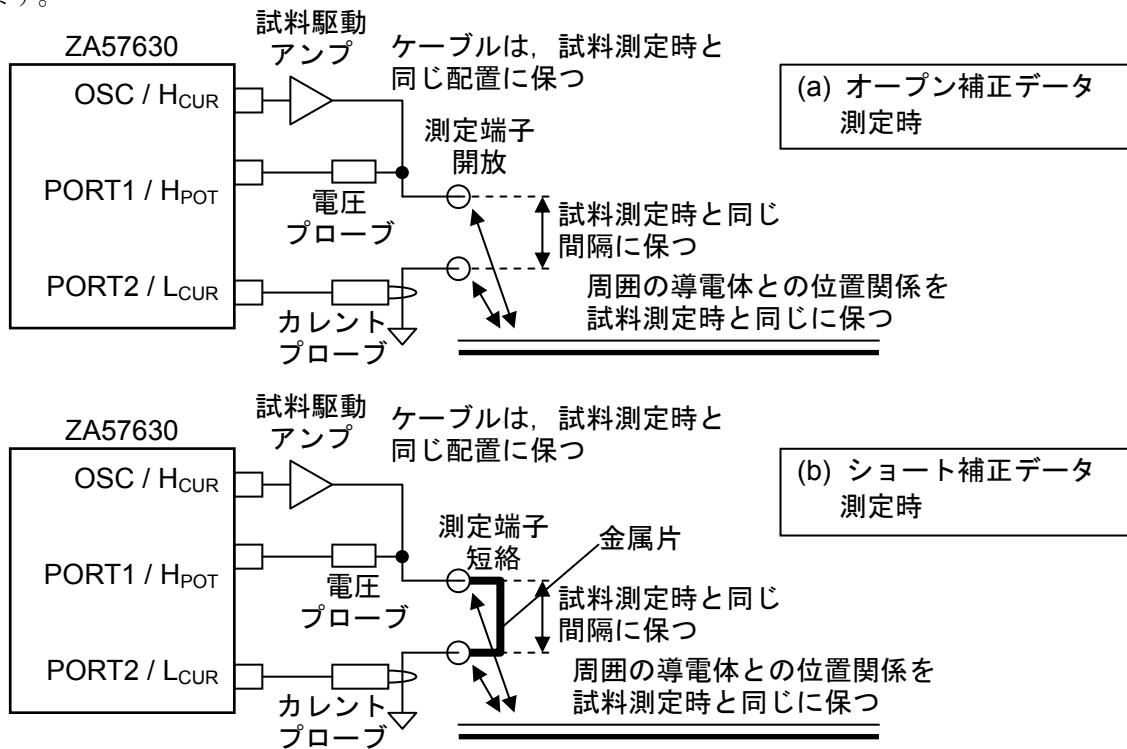 ます。
試料駆動
アンプ
ZA57630
ケーブルは，試料測定時と
同じ配置に保つ
(a) オープン補正データ
測定時
OSC / HCUR
測定端子
開放
PORT1 / HPOT
電圧
プローブ
試料測定時と同じ
間隔に保つ
PORT2 / LCUR
周囲の導電体との位置関係を
試料測定時と同じに保つ
カレント
プローブ
試料駆動
アンプ
ZA57630
ケーブルは，試料測定時と
同じ配置に保つ
(b) ショート補正データ
測定時
OSC / HCUR
測定端子
短絡
金属片
PORT1 / HPOT
電圧
プローブ
試料測定時と同じ
間隔に保つ
PORT2 / LCUR
周囲の導電体との位置関係を
試料測定時と同じに保つ
カレント
プローブ